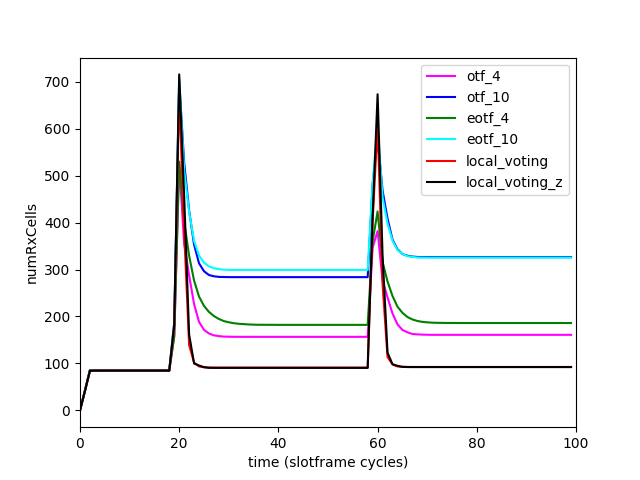 700
600
500
400
300
200
100
0
numRxCells
otf_4
otf_10
eotf_4
eotf_10
local_voting
local_voting_z
0 20 40 60 80 100
time (slotframe cycles)